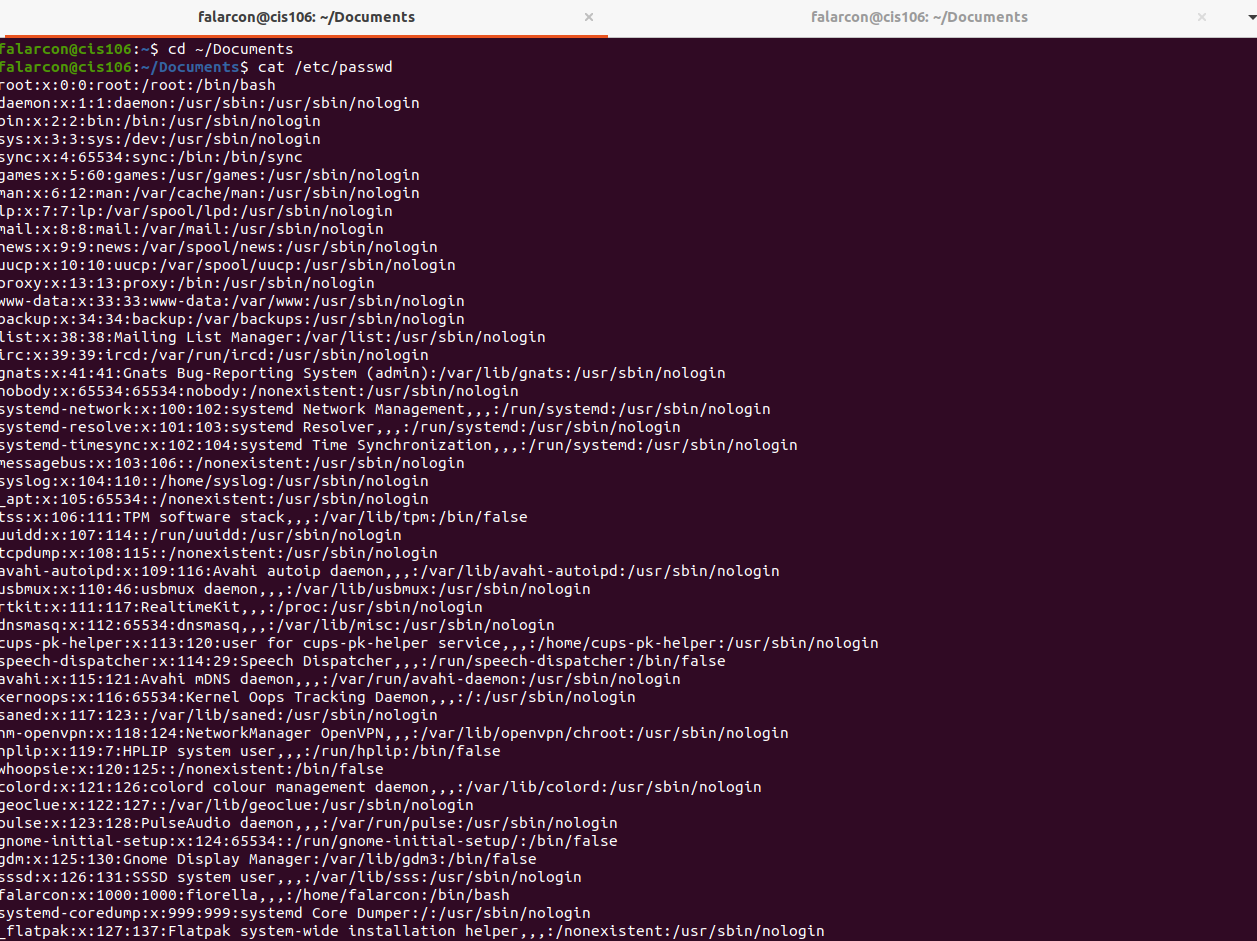 falarcon@cis106: ~/Documents × falarcon@cis106: ~/Documents ×
falarcon@cis106:~$ cd ~/Documents
falarcon@cis106:~/Documents$ cat /etc/passwd
root:x:0:0:root:/root:/bin/bash
daemon:x:1:1:daemon:/usr/sbin:/usr/sbin/nologin
bin:x:2:2:bin:/bin:/usr/sbin/nologin
sys:x:3:3:sys:/dev:/usr/sbin/nologin
sync:x:4:65534:sync:/bin:/bin/sync
games:x:5:60:games:/usr/games:/usr/sbin/nologin
man:x:6:12:man:/var/cache/man:/usr/sbin/nologin
lp:x:7:7:lp:/var/spool/lpd:/usr/sbin/nologin
mail:x:8:8:mail:/var/mail:/usr/sbin/nologin
news:x:9:9:news:/var/spool/news:/usr/sbin/nologin
uucp:x:10:10:uucp:/var/spool/uucp:/usr/sbin/nologin
proxy:x:13:13:proxy:/bin:/usr/sbin/nologin
www-data:x:33:33:www-data:/var/www:/usr/sbin/nologin
backup:x:34:34:backup:/var/backups:/usr/sbin/nologin
list:x:38:38:Mailing List Manager:/var/list:/usr/sbin/nologin
irc:x:39:39:ircd:/var/run/ircd:/usr/sbin/nologin
gnats:x:41:41:Gnats Bug-Reporting System (admin):/var/lib/gnats:/usr/sbin/nologin
nobody:x:65534:65534:nobody:/nonexistent:/usr/sbin/nologin
systemd-network:x:100:102:systemd Network Management,,,:/run/systemd:/usr/sbin/nologin
systemd-resolve:x:101:103:systemd Resolver,,,:/run/systemd:/usr/sbin/nologin
systemd-timesync:x:102:104:systemd Time Synchronization,,,:/run/systemd:/usr/sbin/nologin
messagebus:x:103:106::/nonexistent:/usr/sbin/nologin
syslog:x:104:110::/home/syslog:/usr/sbin/nologin
_apt:x:105:65534::/nonexistent:/usr/sbin/nologin
tss:x:106:111:TPM software stack,,,:/var/lib/tpm:/bin/false
uuidd:x:107:114::/run/uuidd:/usr/sbin/nologin
tcpdump:x:108:115::/nonexistent:/usr/sbin/nologin
avahi-autoipd:x:109:116:Avahi autoip daemon,,,:/var/lib/avahi-autoipd:/usr/sbin/nologin
usbmux:x:110:46:usbmux daemon,,,:/var/lib/usbmux:/usr/sbin/nologin
rtkit:x:111:117:RealtimeKit,,,:/proc:/usr/sbin/nologin
dnsmasq:x:112:65534:dnsmasq,,,:/var/lib/misc:/usr/sbin/nologin
cups-pk-helper:x:113:120:user for cups-pk-helper service,,,:/home/cups-pk-helper:/usr/sbin/nologin
speech-dispatcher:x:114:29:Speech Dispatcher,,,:/run/speech-dispatcher:/bin/false
avahi:x:115:121:Avahi mDNS daemon,,,:/var/run/avahi-daemon:/usr/sbin/nologin
kernoops:x:116:65534:Kernel Oops Tracking Daemon,,,:/:/usr/sbin/nologin
saned:x:117:123::/var/lib/saned:/usr/sbin/nologin
nm-openvpn:x:118:124:NetworkManager OpenVPN,,,:/var/lib/openvpn/chroot:/usr/sbin/nologin
hplip:x:119:7:HPLIP system user,,,:/run/hplip:/bin/false
whoopsie:x:120:125::/nonexistent:/bin/false
colord:x:121:126:colord colour management daemon,,,:/var/lib/colord:/usr/sbin/nologin
geoclue:x:122:127::/var/lib/geoclue:/usr/sbin/nologin
pulse:x:123:128:PulseAudio daemon,,,:/var/run/pulse:/usr/sbin/nologin
gnome-initial-setup:x:124:65534::/run/gnome-initial-setup/:/bin/false
gdm:x:125:130:Gnome Display Manager:/var/lib/gdm3:/bin/false
sssd:x:126:131:SSSD system user,,,:/var/lib/sss:/usr/sbin/nologin
falarcon:x:1000:1000:fiorella,,,:/home/falarcon:/bin/bash
systemd-coredump:x:999:999:systemd Core Dumper:/:/usr/sbin/nologin
_flatpak:x:127:137:Flatpak system-wide installation helper,,,:/nonexistent:/usr/sbin/nologin